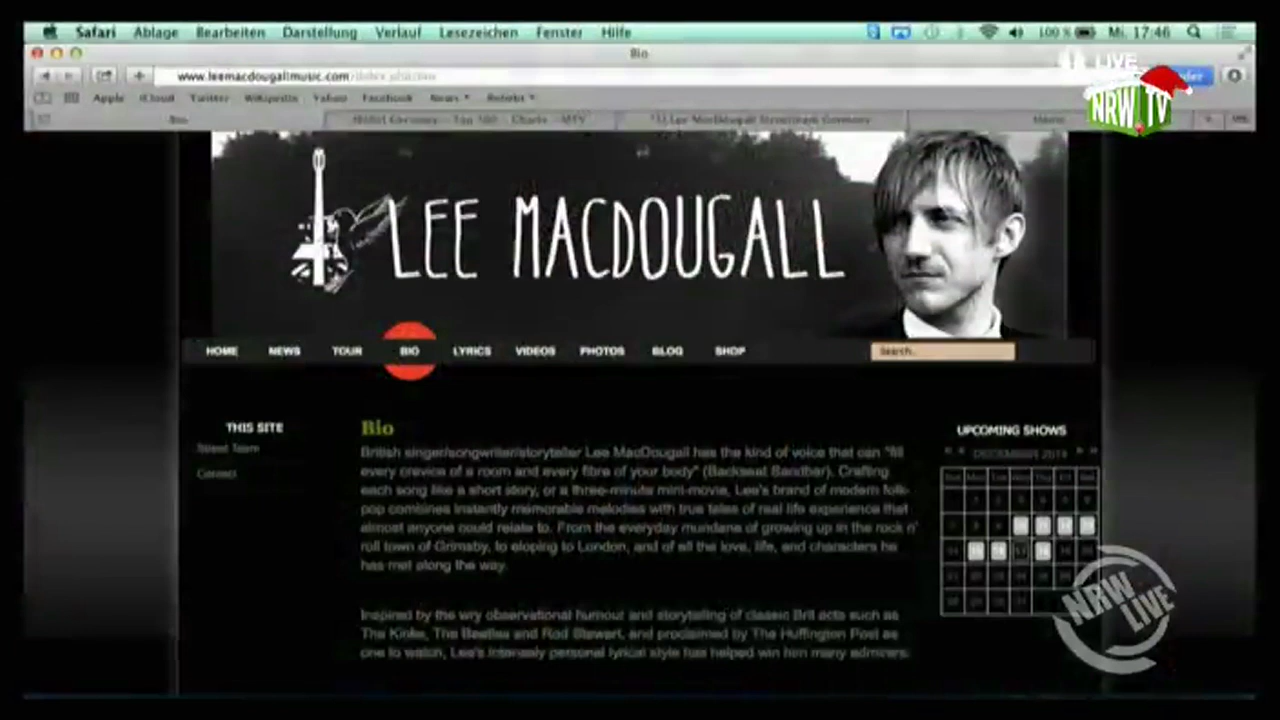 Safari Ablage Bearbeiten Darstellung Verlauf Lesezeichen Fenster Hilfe 100 % Mi. 17:46
Bio
LIVE
www.leemacdougallmusic.com
NRW.TV
Apple iCloud Twitter Wikipedia Yahoo Facebook News Beliebt
Bio
LEE MACDOUGALL
HOME NEWS TOUR BIO LYRICS VIDEOS PHOTOS BLOG SHOP Search...
THIS SITE
Street Team
Contact
Bio
British singer/songwriter/storyteller Lee MacDougall has the kind of voice that can "fill
every crevice of a room and every fibre of your body" (Backseat Sandbar). Crafting
each song like a short story, or a three-minute mini-movie, Lee's brand of modern folk-
pop combines instantly memorable melodies with true tales of real life experience that
almost anyone could relate to. From the everyday mundane of growing up in the rock n'
roll town of Grimsby, to eloping to London, and of all the love, life, and characters he
has met along the way.
Inspired by the wry observational humour and storytelling of classic Brit acts such as
The Kinks, The Beatles and Rod Stewart, and proclaimed by The Huffington Post as
one to watch, Lee's intensely personal lyrical style has helped win him many admirers.
UPCOMING SHOWS
DECEMBER 2014
NRW LIVE